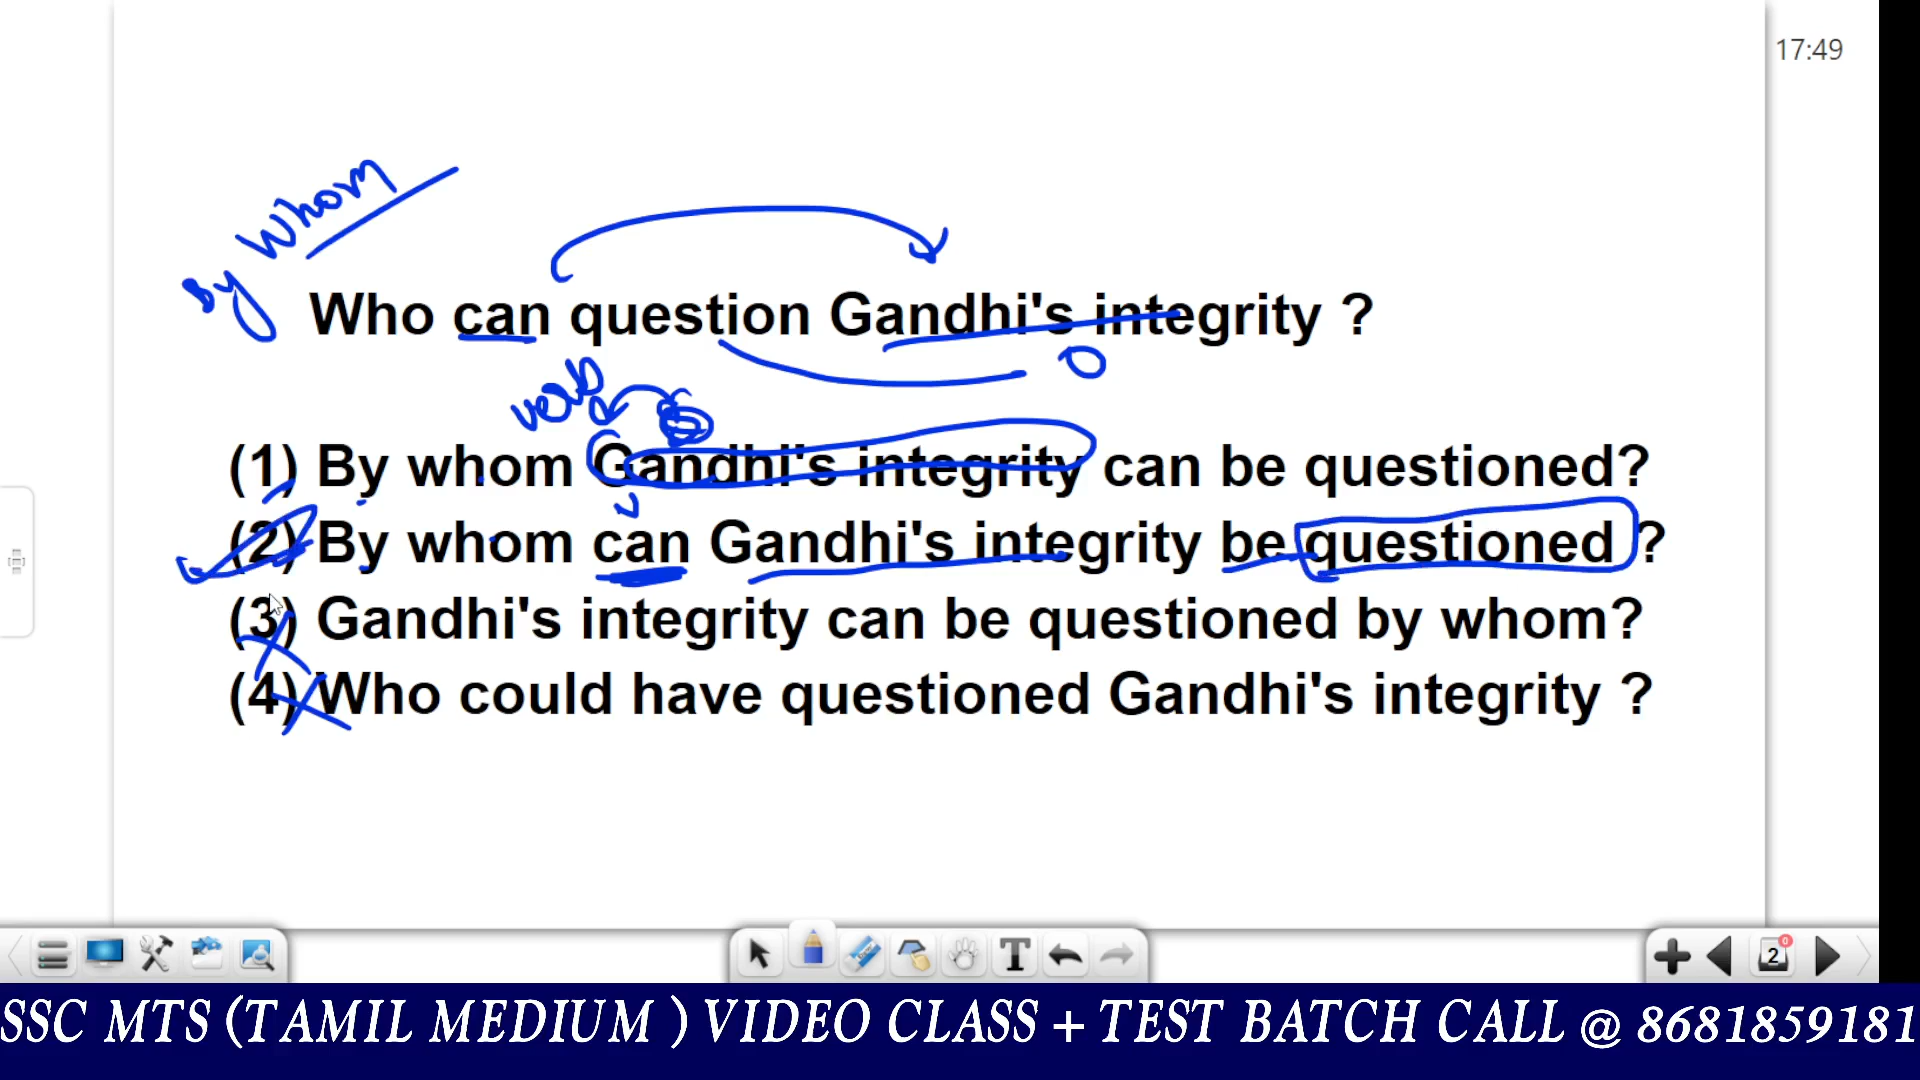 17:49
By Whom
Who can question Gandhi's integrity ?
O
verb S
(1) By whom Gandhi's integrity can be questioned?
v
(2) By whom can Gandhi's integrity be questioned ?
(3) Gandhi's integrity can be questioned by whom?
(4) Who could have questioned Gandhi's integrity ?
T 2 0
SSC MTS (TAMIL MEDIUM ) VIDEO CLASS + TEST BATCH CALL @ 8681859181